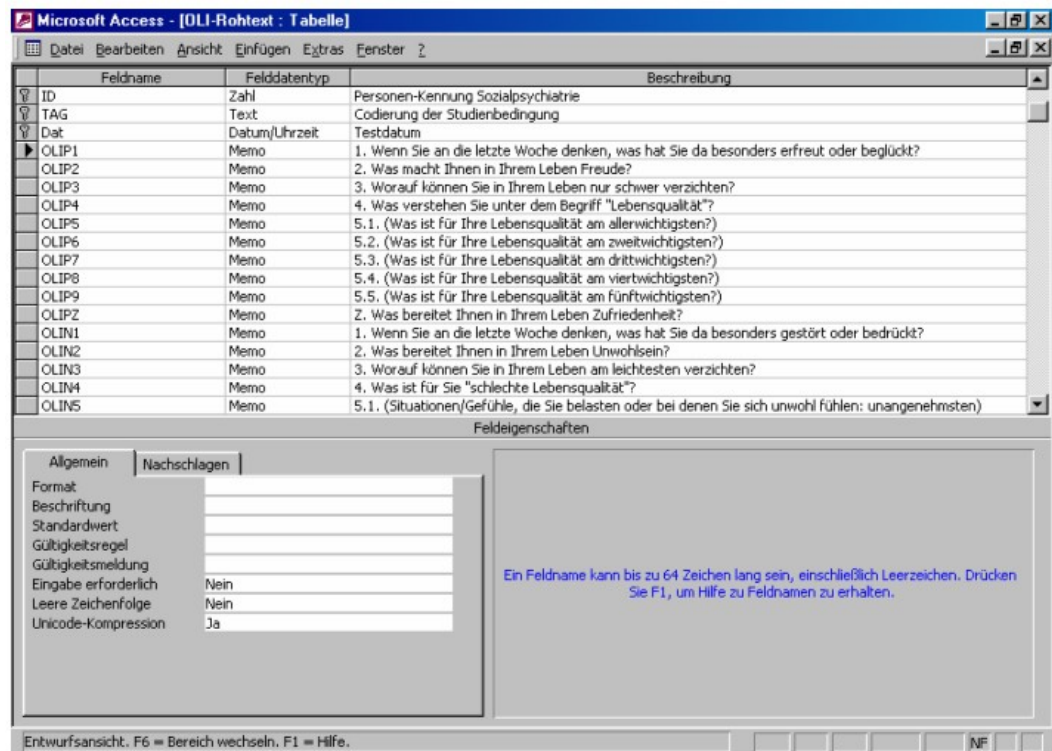 Microsoft Access - [OLI-Rohtext : Tabelle]
Datei Bearbeiten Ansicht Einfügen Extras Fenster ?
Feldname Felddatentyp Beschreibung
ID Zahl Personen-Kennung Sozialpsychiatrie
TAG Text Codierung der Studienbedingung
Dat Datum/Uhrzeit Testdatum
OLIP1 Memo 1. Wenn Sie an die letzte Woche denken, was hat Sie da besonders erfreut oder beglückt?
OLIP2 Memo 2. Was macht Ihnen in Ihrem Leben Freude?
OLIP3 Memo 3. Worauf können Sie in Ihrem Leben nur schwer verzichten?
OLIP4 Memo 4. Was verstehen Sie unter dem Begriff "Lebensqualität"?
OLIP5 Memo 5.1. (Was ist für Ihre Lebensqualität am allerwichtigsten?)
OLIP6 Memo 5.2. (Was ist für Ihre Lebensqualität am zweitwichtigsten?)
OLIP7 Memo 5.3. (Was ist für Ihre Lebensqualität am drittwichtigsten?)
OLIP8 Memo 5.4. (Was ist für Ihre Lebensqualität am viertwichtigsten?)
OLIP9 Memo 5.5. (Was ist für Ihre Lebensqualität am fünftwichtigsten?)
OLIPZ Memo Z. Was bereitet Ihnen in Ihrem Leben Zufriedenheit?
OLIN1 Memo 1. Wenn Sie an die letzte Woche denken, was hat Sie da besonders gestört oder bedrückt?
OLIN2 Memo 2. Was bereitet Ihnen in Ihrem Leben Unwohlsein?
OLIN3 Memo 3. Worauf können Sie in Ihrem Leben am leichtesten verzichten?
OLIN4 Memo 4. Was ist für Sie "schlechte Lebensqualität"?
OLIN5 Memo 5.1. (Situationen/Gefühle, die Sie belasten oder bei denen Sie sich unwohl fühlen: unangenehmsten)
Feldeigenschaften
Allgemein Nachschlagen
Format
Beschriftung
Standardwert
Gültigkeitsregel
Gültigkeitsmeldung
Eingabe erforderlich Nein
Leere Zeichenfolge Nein
Unicode-Kompression Ja
Ein Feldname kann bis zu 64 Zeichen lang sein, einschließlich Leerzeichen. Drücken
Sie F1, um Hilfe zu Feldnamen zu erhalten.
Entwurfsansicht. F6 = Bereich wechseln. F1 = Hilfe.
NF